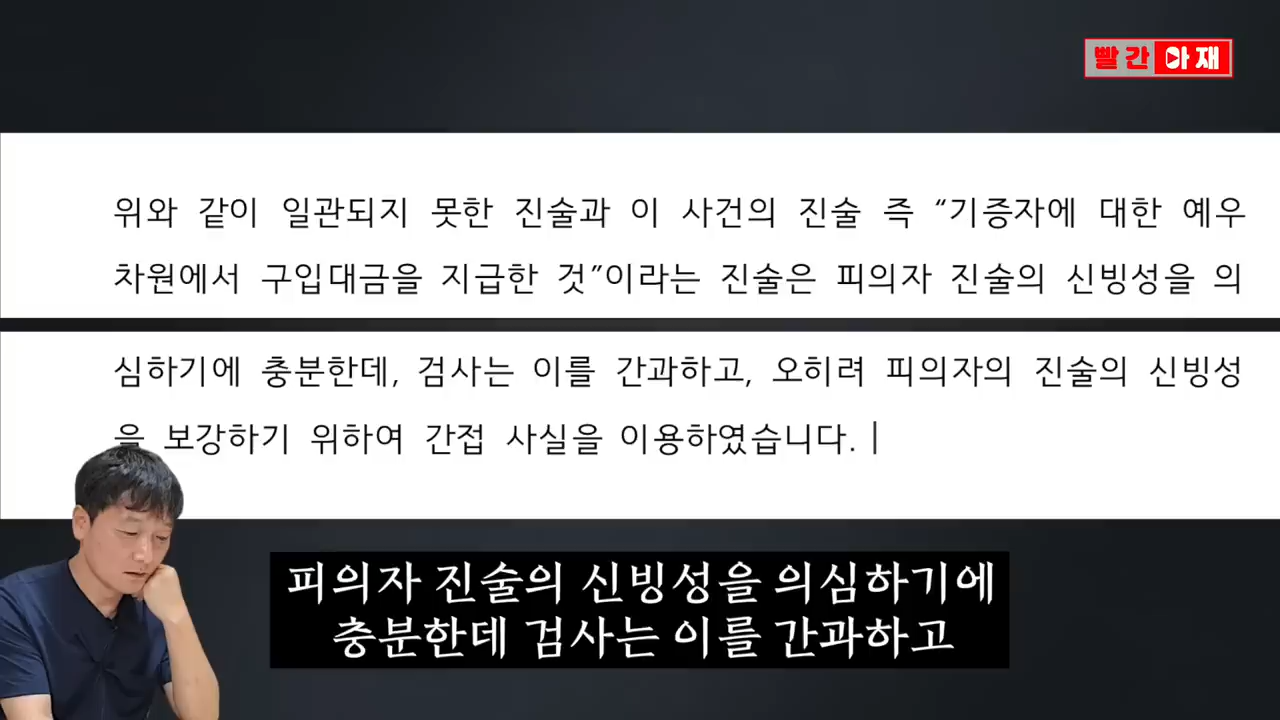 빨간아재
위와 같이 일관되지 못한 진술과 이 사건의 진술 즉 “기증자에 대한 예우
차원에서 구입대금을 지급한 것”이라는 진술은 피의자 진술의 신빙성을 의
심하기에 충분한데, 검사는 이를 간과하고, 오히려 피의자의 진술의 신빙성
을 보강하기 위하여 간접 사실을 이용하였습니다.
피의자 진술의 신빙성을 의심하기에
충분한데 검사는 이를 간과하고